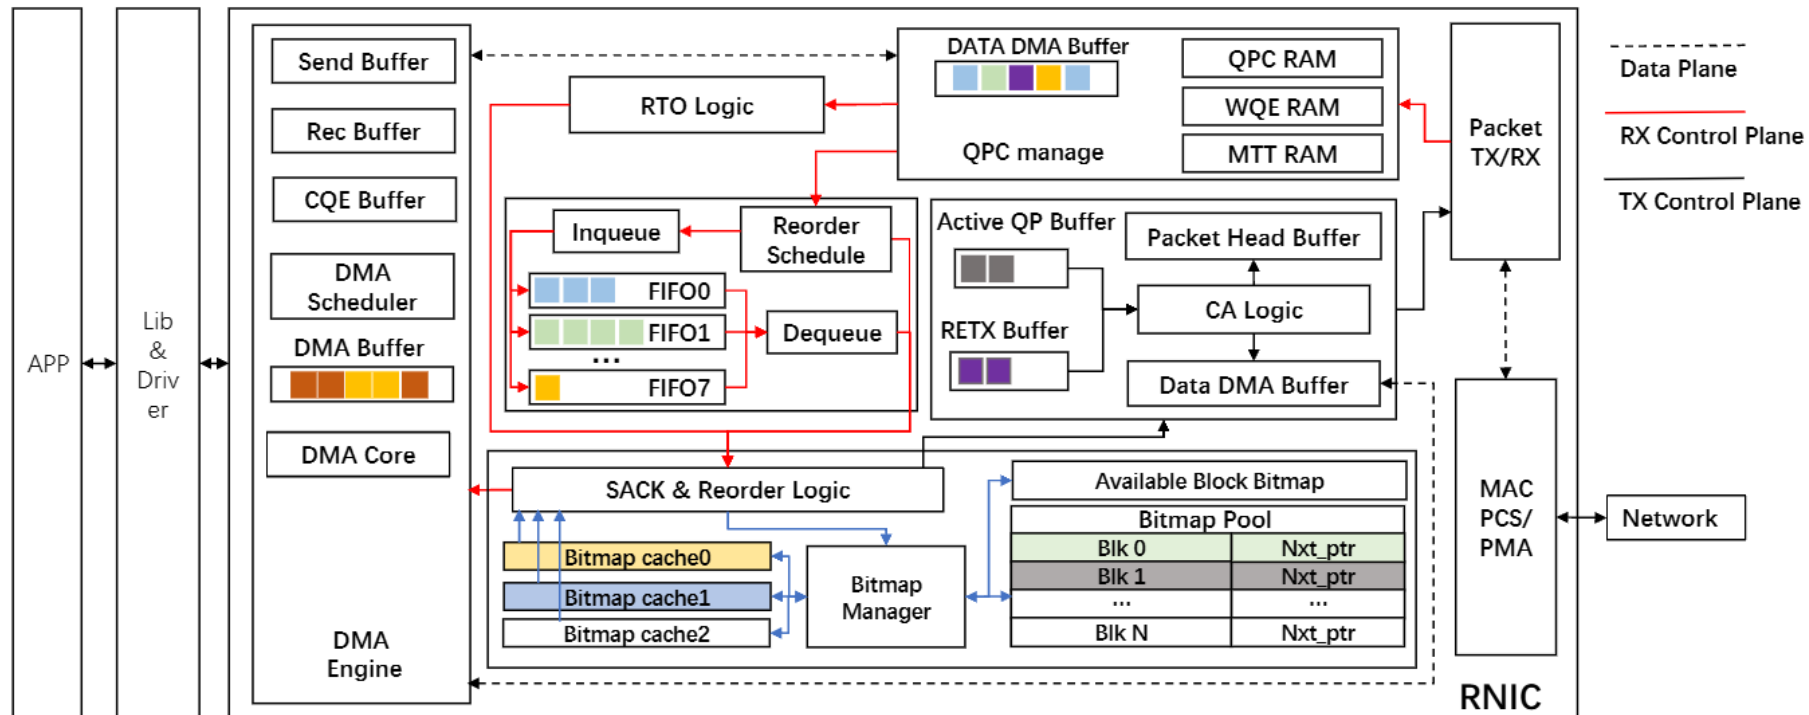 APP
Lib
&
Driv
er
Send Buffer
Rec Buffer
CQE Buffer
DMA
Scheduler
DMA Buffer
DMA Core
DMA
Engine
RTO Logic
DATA DMA Buffer
QPC manage
QPC RAM
WQE RAM
MTT RAM
Packet
TX/RX
Data Plane
RX Control Plane
TX Control Plane
Inqueue
Reorder
Schedule
FIFO0
FIFO1
...
FIFO7
Dequeue
Active QP Buffer
RETX Buffer
Packet Head Buffer
CA Logic
Data DMA Buffer
SACK & Reorder Logic
Bitmap cache0
Bitmap cache1
Bitmap cache2
Bitmap
Manager
Available Block Bitmap
Bitmap Pool
Blk 0 Nxt_ptr
Blk 1 Nxt_ptr
... ...
Blk N Nxt_ptr
MAC
PCS/
PMA
Network
RNIC